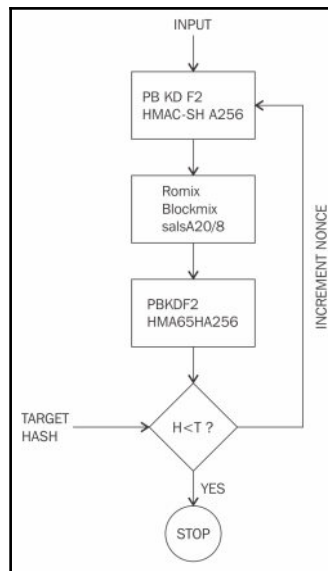 INPUT
PB KD F2
HMAC-SH A256
Romix
Blockmix
salsA20/8
PBKDF2
HMA65HA256
TARGET
HASH
H<T ?
INCREMENT NONCE
YES
STOP